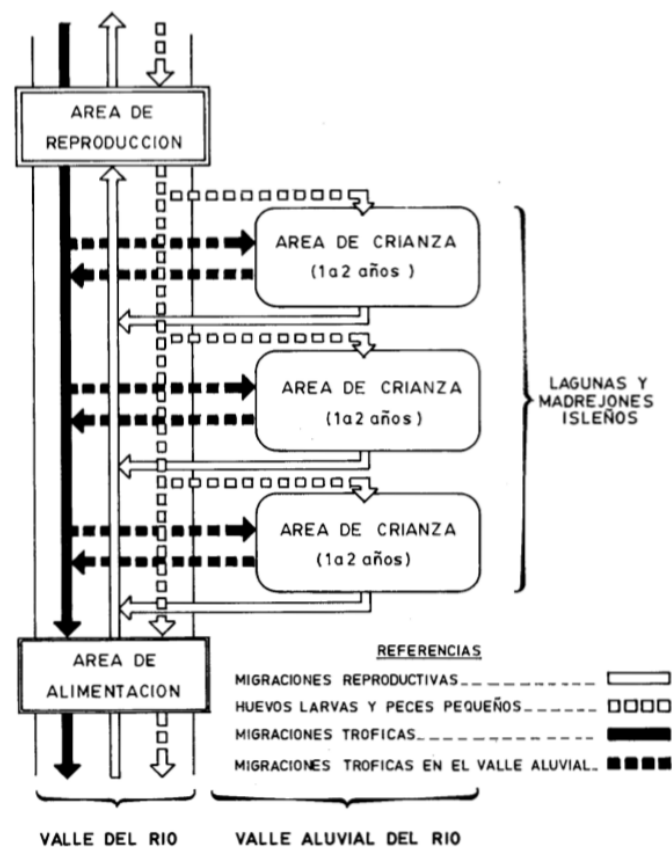 AREA DE
REPRODUCCION
AREA DE CRIANZA
(1a2 años )
AREA DE CRIANZA
(1a2 años)
AREA DE CRIANZA
(1a2 años)
LAGUNAS Y
MADREJONES
ISLEÑOS
AREA DE
ALIMENTACION
REFERENCIAS
MIGRACIONES REPRODUCTIVAS
HUEVOS LARVAS Y PECES PEQUEÑOS
MIGRACIONES TROFICAS
MIGRACIONES TROFICAS EN EL VALLE ALUVIAL
VALLE DEL RIO
VALLE ALUVIAL DEL RIO